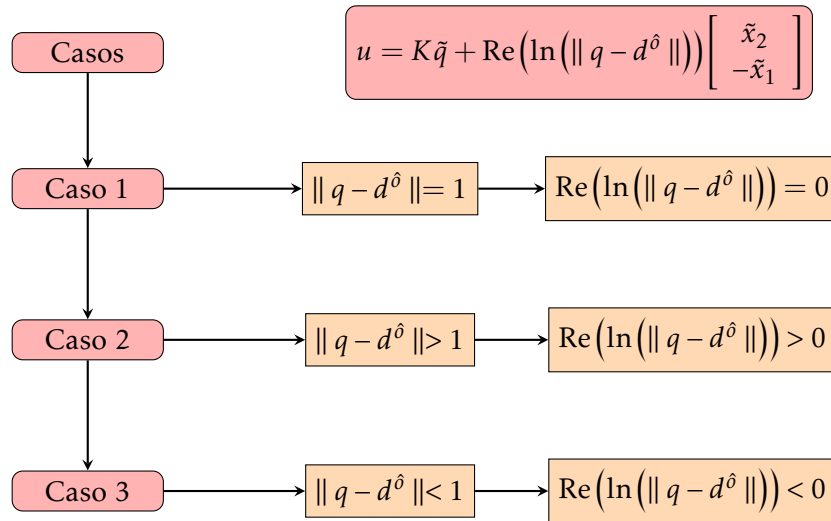 Casos
u = Kq̃ + Re(ln(‖ q − d^ô ‖)) [ x̃₂ −x̃₁ ]
Caso 1
‖ q − d^ô ‖= 1
Re(ln(‖ q − d^ô ‖)) = 0
Caso 2
‖ q − d^ô ‖> 1
Re(ln(‖ q − d^ô ‖)) > 0
Caso 3
‖ q − d^ô ‖< 1
Re(ln(‖ q − d^ô ‖)) < 0